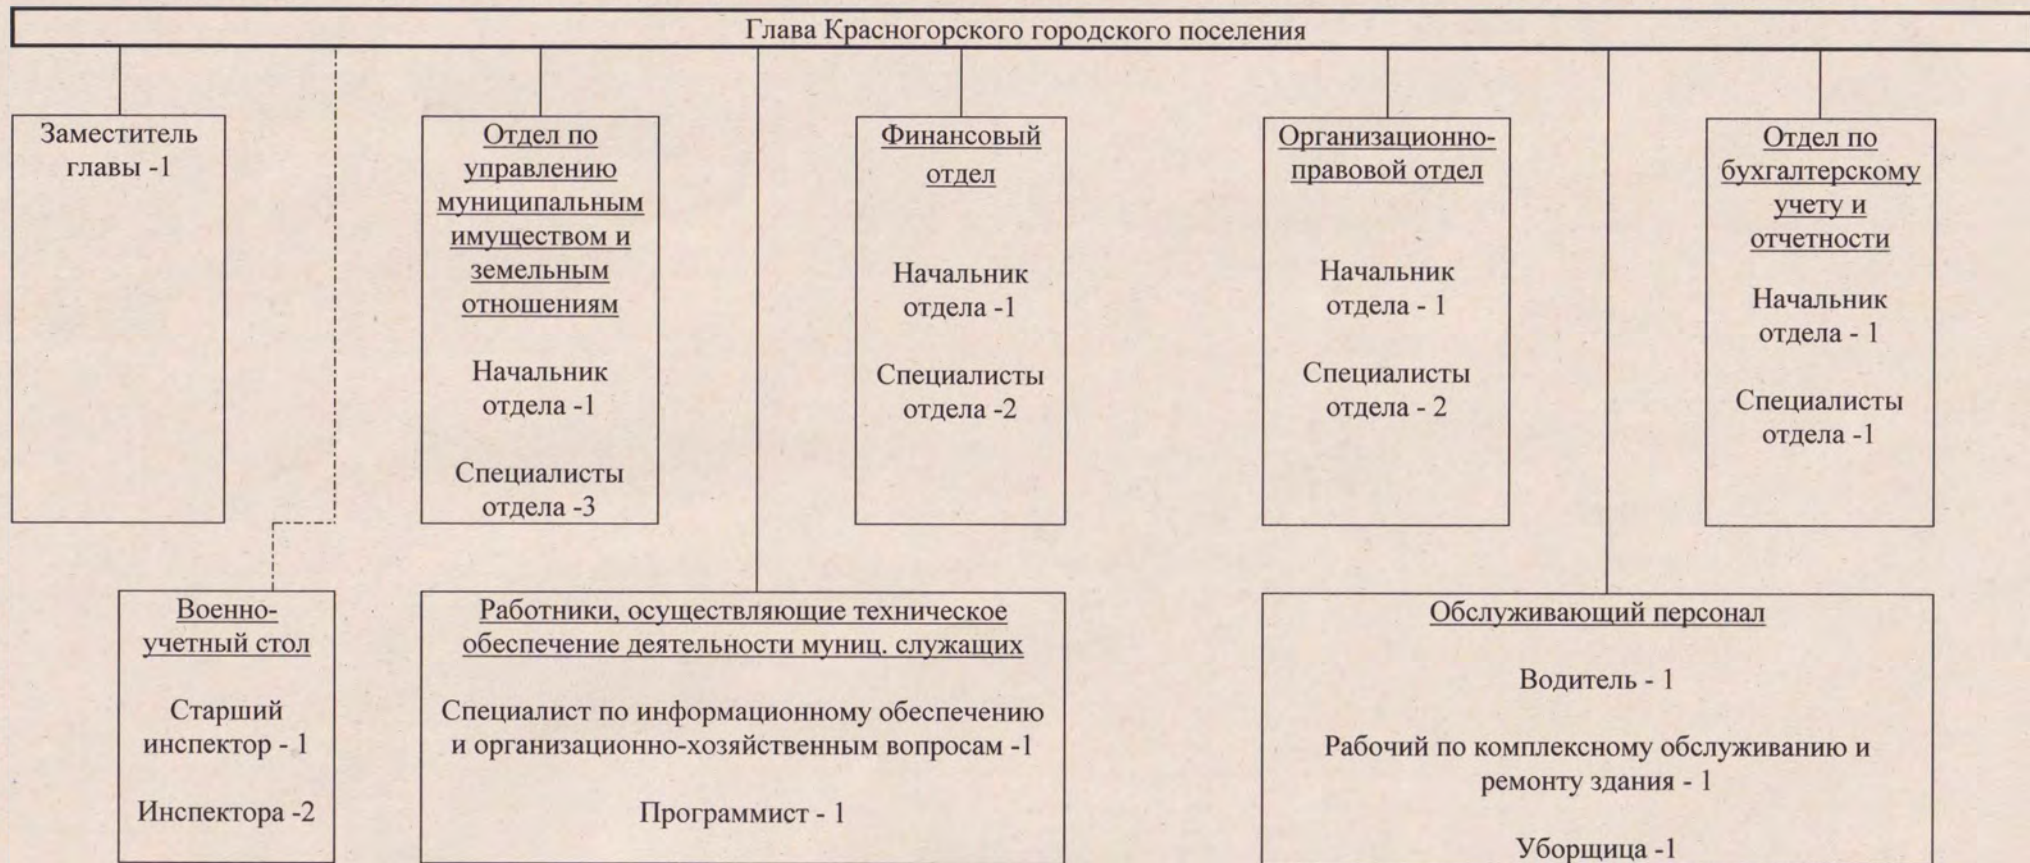 Глава Красногорского городского поселения
Заместитель
главы -1
Отдел по
управлению
муниципальным
имуществом и
земельным
отношениям
Начальник
отдела -1
Специалисты
отдела -3
Финансовый
отдел
Начальник
отдела -1
Специалисты
отдела -2
Организационно-
правовой отдел
Начальник
отдела - 1
Специалисты
отдела - 2
Отдел по
бухгалтерскому
учету и
отчетности
Начальник
отдела - 1
Специалисты
отдела -1
Военно-
учетный стол
Старший
инспектор - 1
Инспектора -2
Работники, осуществляющие техническое
обеспечение деятельности муниц. служащих
Специалист по информационному обеспечению
и организационно-хозяйственным вопросам -1
Программист - 1
Обслуживающий персонал
Водитель - 1
Рабочий по комплексному обслуживанию и
ремонту здания - 1
Уборщица -1